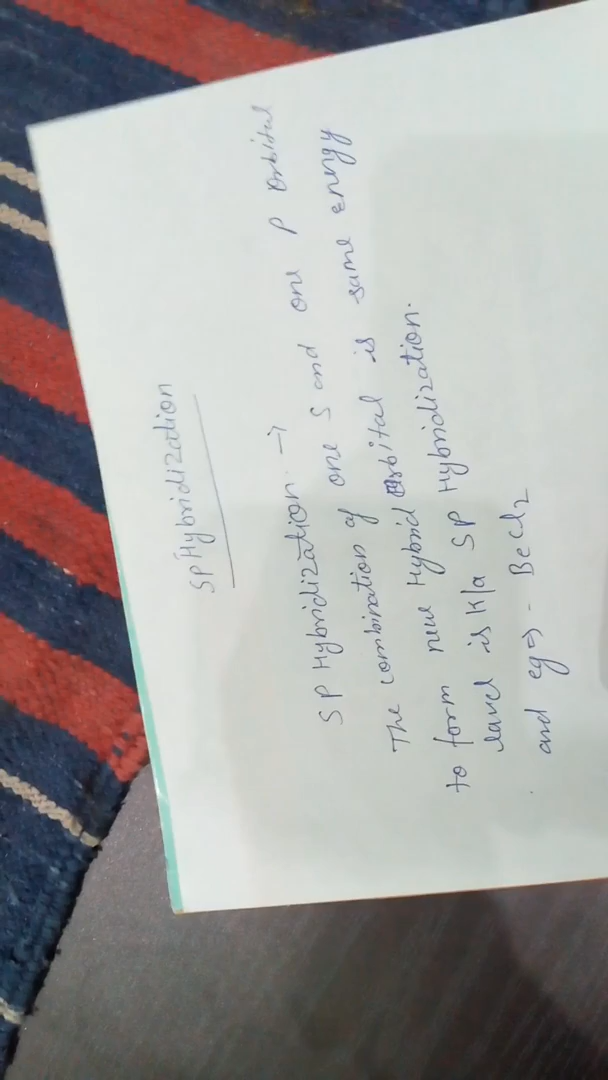 SP Hybridization
SP Hybridization. →
The combination of one S and one P orbital
to form new Hybrid orbital is same energy
level is K/a SP Hybridization.
and eg ⇒ - BeCl2